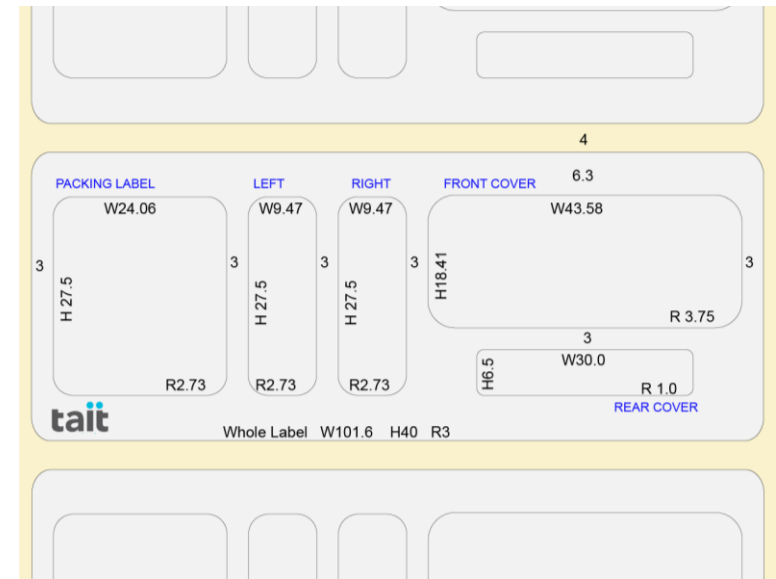 4
6.3
PACKING LABEL
LEFT
RIGHT
FRONT COVER
W24.06
W9.47
W9.47
W43.58
3
3
3
3
3
H 27.5
H 27.5
H 27.5
H18.41
R 3.75
3
W30.0
H6.5
R2.73
R2.73
R2.73
R 1.0
REAR COVER
tait
Whole Label W101.6 H40 R3